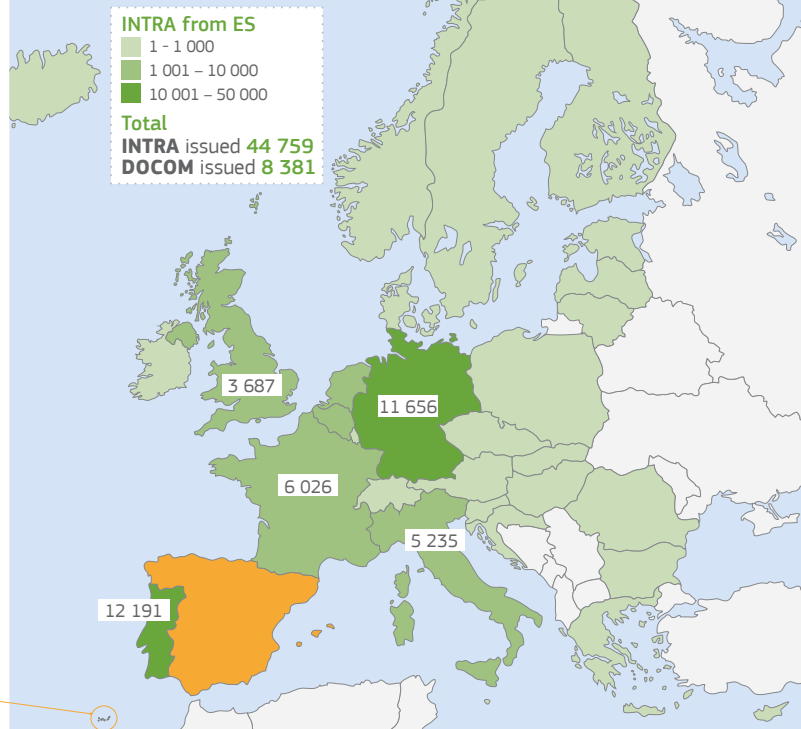 INTRA from ES
1 - 1 000
1 001 – 10 000
10 001 – 50 000
Total
INTRA issued 44 759
DOCOM issued 8 381
3 687
11 656
6 026
5 235
12 191